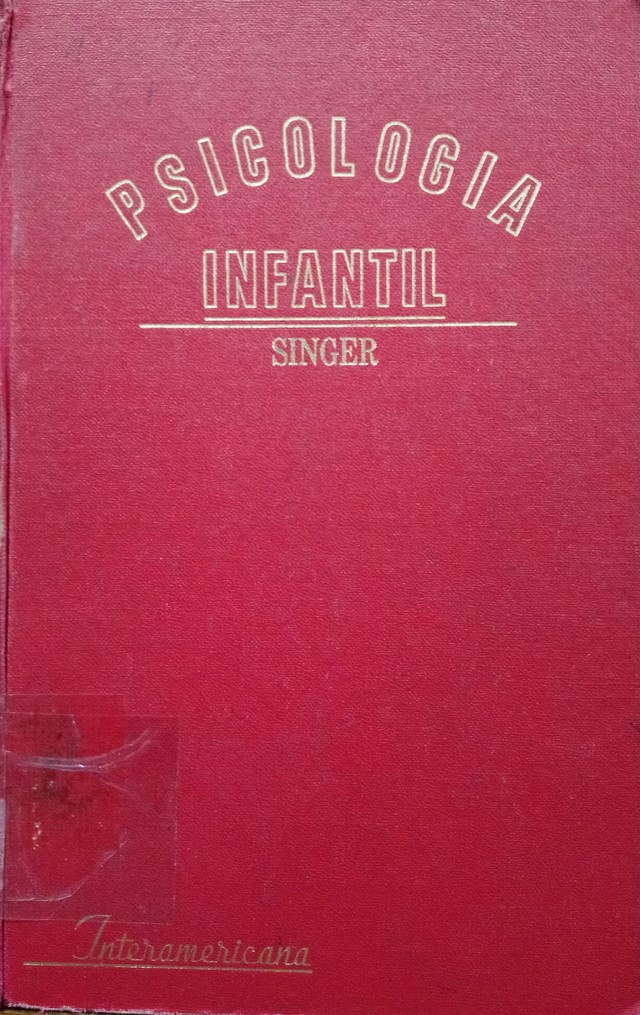 PSICOLOGIA
INFANTIL
SINGER
Interamericana